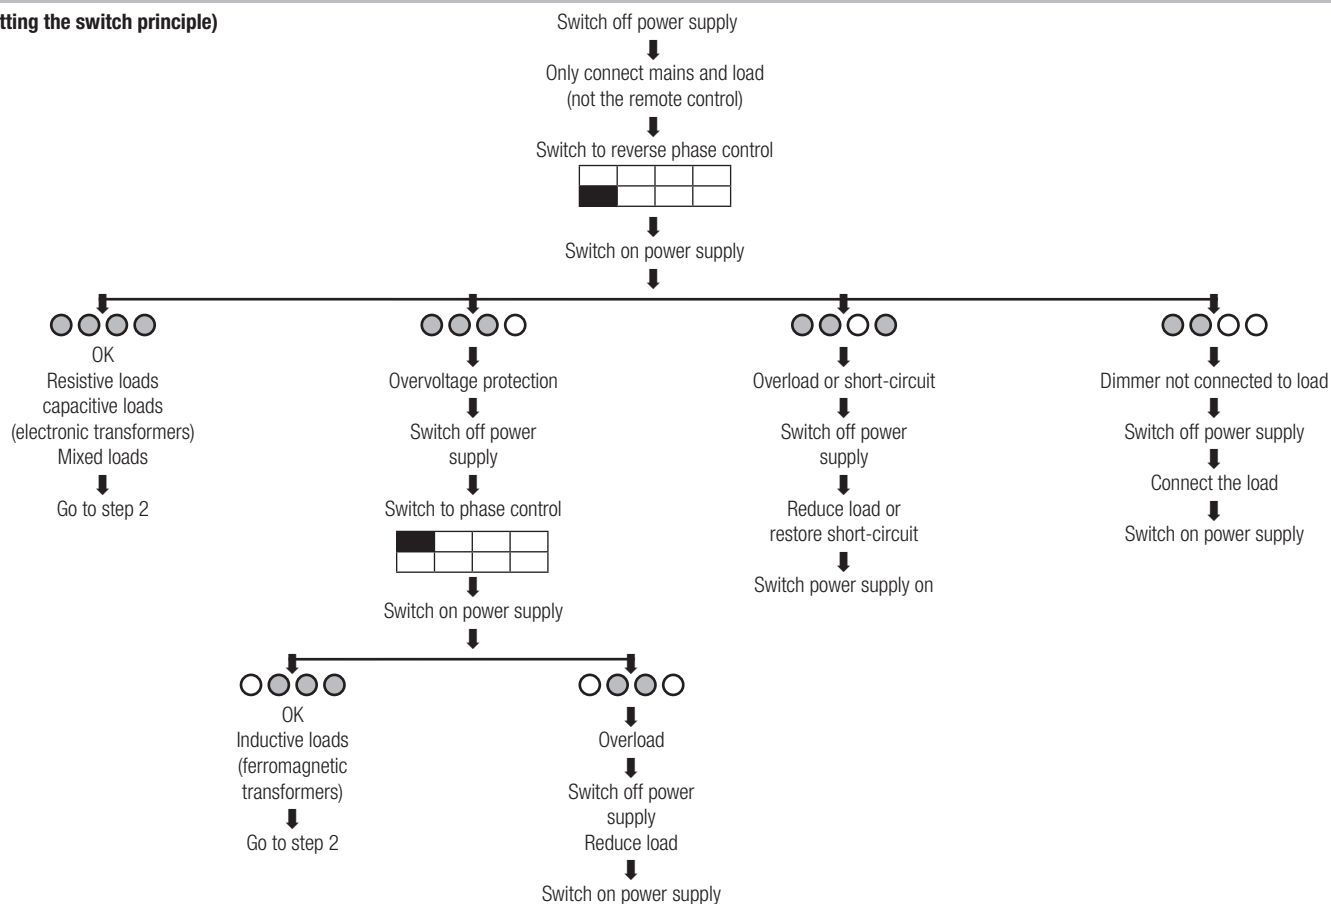 tting the switch principle)
Switch off power supply
Only connect mains and load
(not the remote control)
Switch to reverse phase control
Switch on power supply
OK
Resistive loads
capacitive loads
(electronic transformers)
Mixed loads
Go to step 2
Overvoltage protection
Switch off power
supply
Switch to phase control
Switch on power supply
OK
Inductive loads
(ferromagnetic
transformers)
Go to step 2
Overload
Switch off power
supply
Reduce load
Switch on power supply
Overload or short-circuit
Switch off power
supply
Reduce load or
restore short-circuit
Switch power supply on
Dimmer not connected to load
Switch off power supply
Connect the load
Switch on power supply